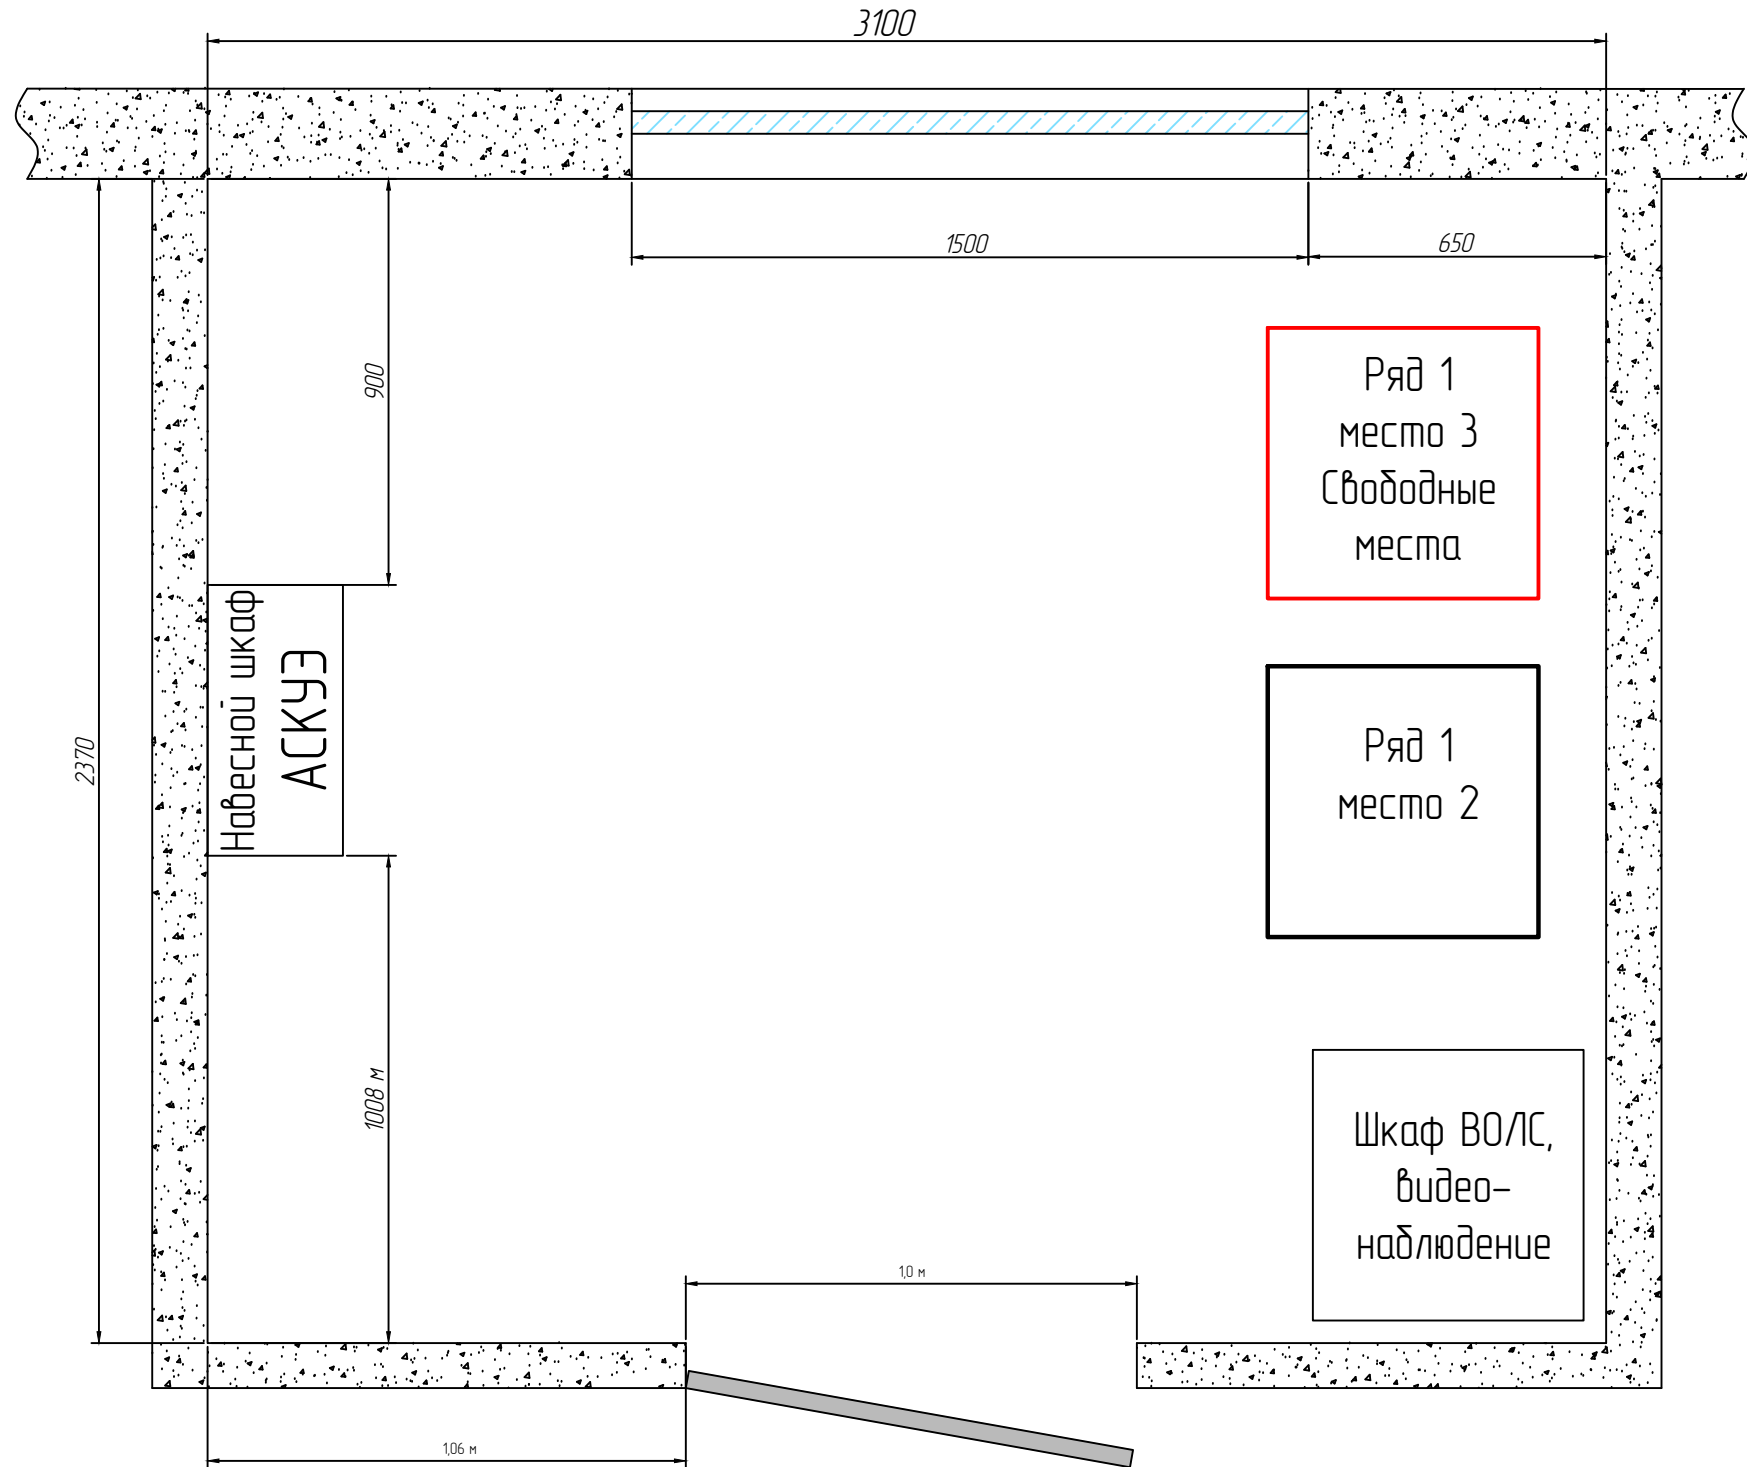 3100
1500
650
900
Ряд 1
место 3
Свободные
места
Навесной шкаф
АСКУЭ
2370
Ряд 1
место 2
1008 м
Шкаф ВОЛС,
видео-
наблюдение
1,0 м
1,06 м